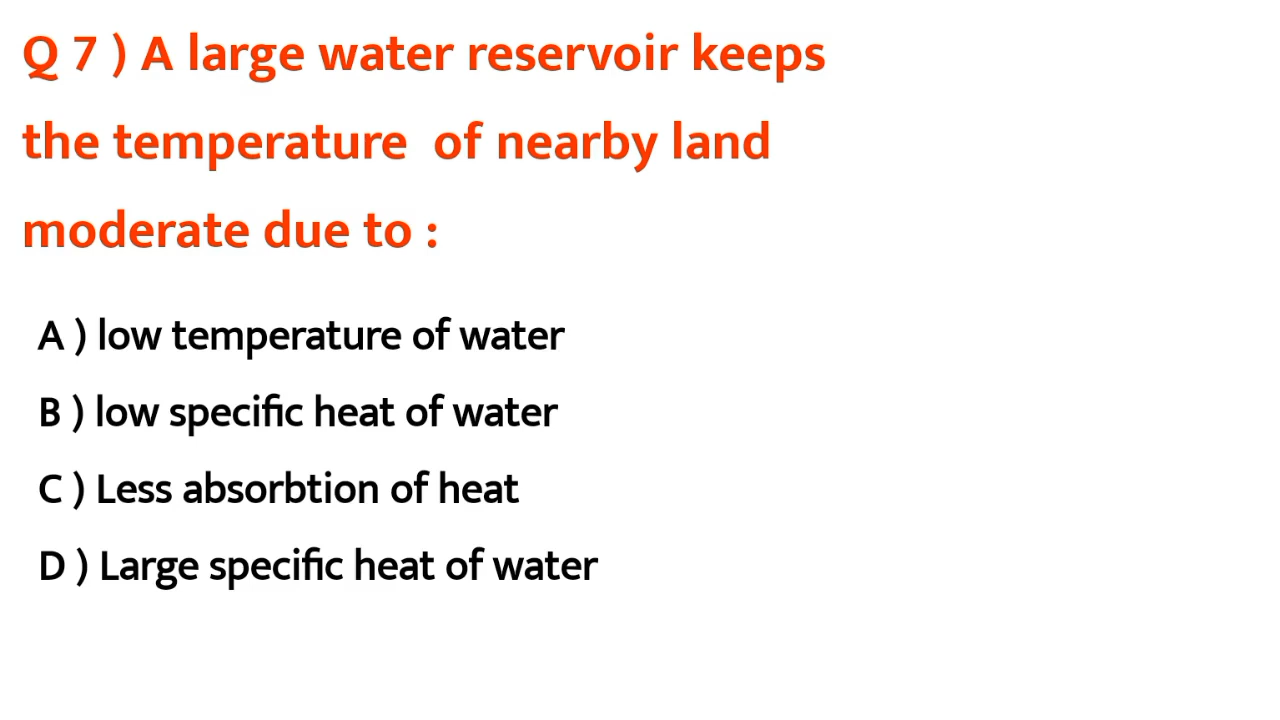 Q 7 ) A large water reservoir keeps
the temperature of nearby land
moderate due to :
A ) low temperature of water
B ) low specific heat of water
C ) Less absorbtion of heat
D ) Large specific heat of water